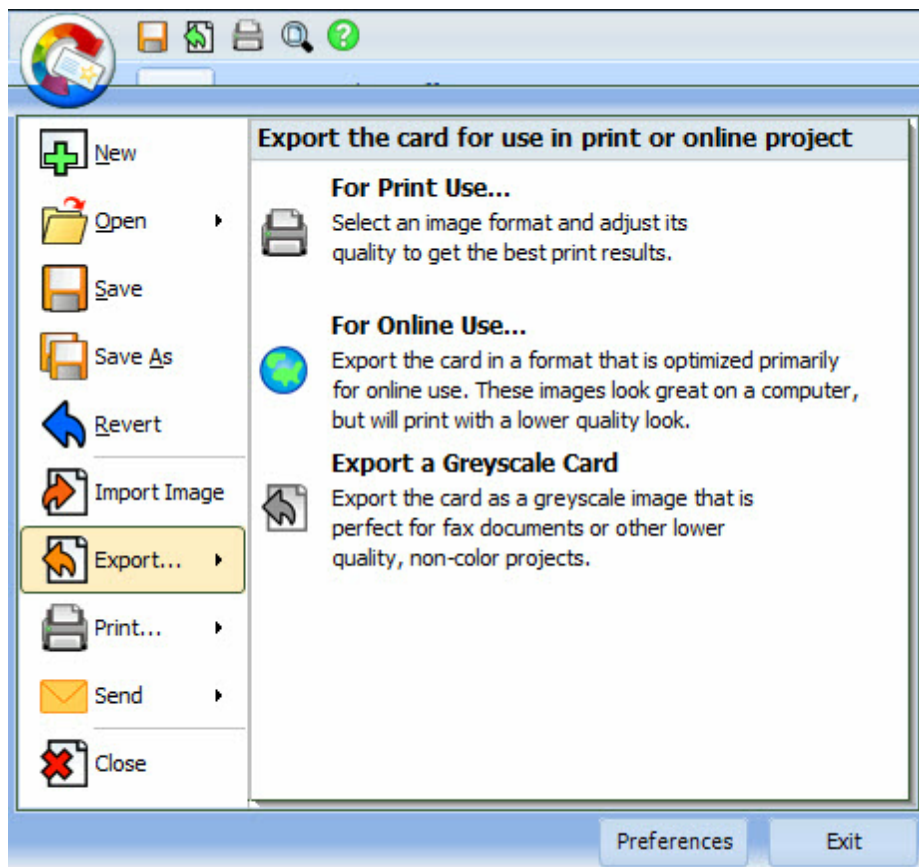 New
Open
Save
Save As
Revert
Import Image
Export...
Print...
Send
Close
Export the card for use in print or online project
For Print Use...
Select an image format and adjust its
quality to get the best print results.
For Online Use...
Export the card in a format that is optimized primarily
for online use. These images look great on a computer,
but will print with a lower quality look.
Export a Greyscale Card
Export the card as a greyscale image that is
perfect for fax documents or other lower
quality, non-color projects.
Preferences
Exit